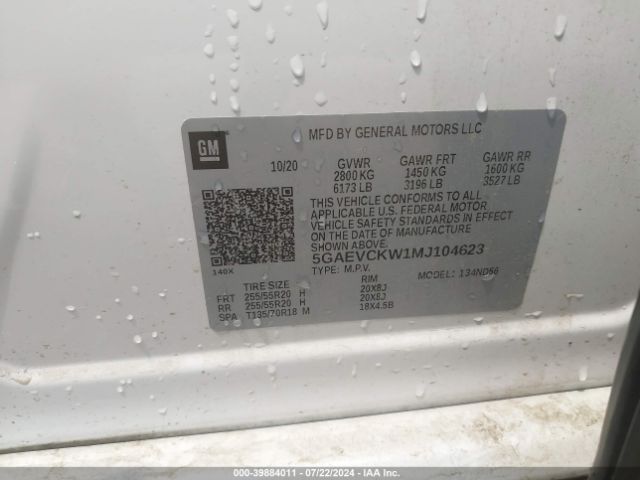 GM
MFD BY GENERAL MOTORS LLC
10/20 GVWR GAWR FRT GAWR RR
2800 KG 1450 KG 1600 KG
6173 LB 3196 LB 3527 LB
THIS VEHICLE CONFORMS TO ALL
APPLICABLE U.S. FEDERAL MOTOR
VEHICLE SAFETY STANDARDS IN EFFECT
ON THE DATE OF MANUFACTURE
SHOWN ABOVE.
5GAEVCKW1MJ104623
140X
TYPE: M.P.V. MODEL: 134ND56
TIRE SIZE RIM
FRT 255/55R20 H 20X8J
RR 255/55R20 H 20X8J
SPA T135/70R18 M 18X4.5B
000-39884011 - 07/22/2024 - IAA Inc.